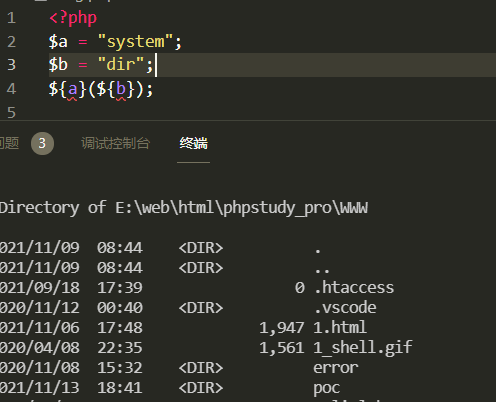 1 <?php
2 $a = "system";
3 $b = "dir";
4 ${a}(${b});
5
问题 3 调试控制台 终端
Directory of E:\web\html\phpstudy_pro\WWW
021/11/09 08:44 <DIR> .
021/11/09 08:44 <DIR> ..
021/09/18 17:39 0 .htaccess
020/11/12 00:40 <DIR> .vscode
021/11/06 17:48 1,947 1.html
020/04/08 22:35 1,561 1_shell.gif
020/11/08 15:32 <DIR> error
021/11/13 18:41 <DIR> poc